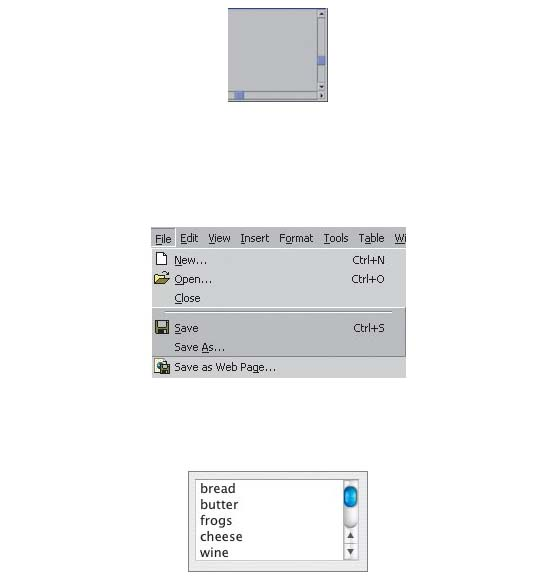 File Edit View Insert Format Tools Table Wi
New... Ctrl+N
Open... Ctrl+O
Close
Save Ctrl+S
Save As...
Save as Web Page...
bread
butter
frogs
cheese
wine